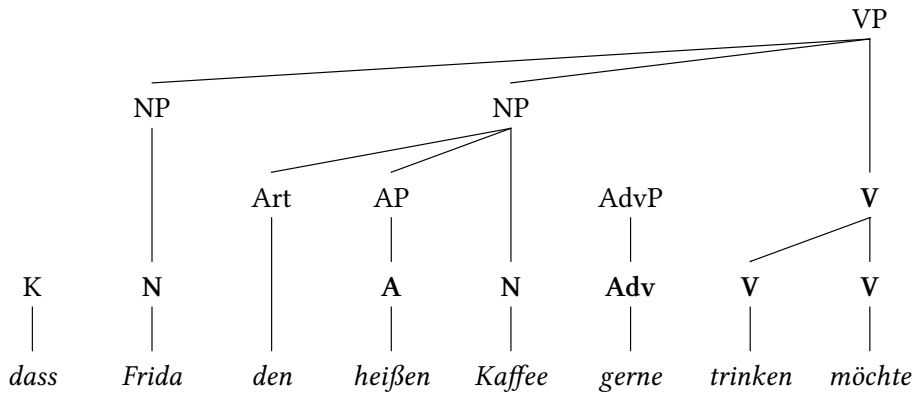 VP
NP NP
Art AP AdvP V
K N A N Adv V V
dass Frida den heißen Kaffee gerne trinken möchte